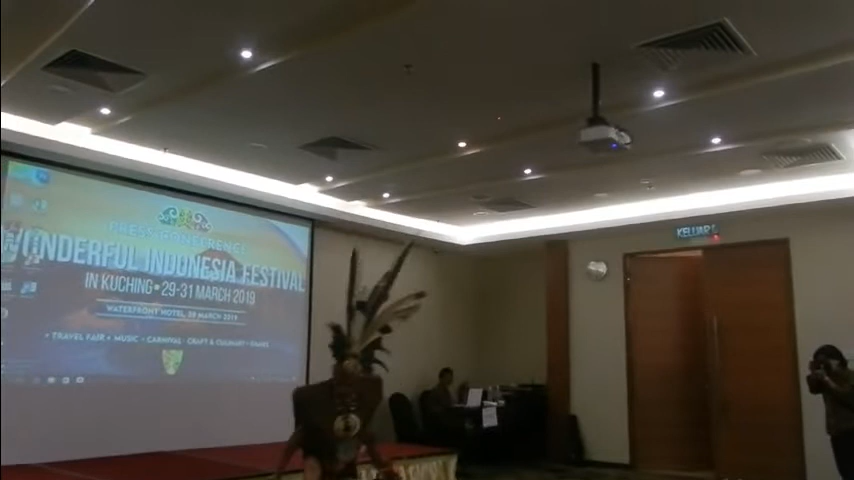 PRESS CONFERENCE
WONDERFUL INDONESIA FESTIVAL
IN KUCHING • 29-31 MARCH 2019
WATERFRONT HOTEL, 28 MARCH 2019
• TRAVEL FAIR • MUSIC • CARNIVAL • CRAFT & CULINARY •
KELUAR